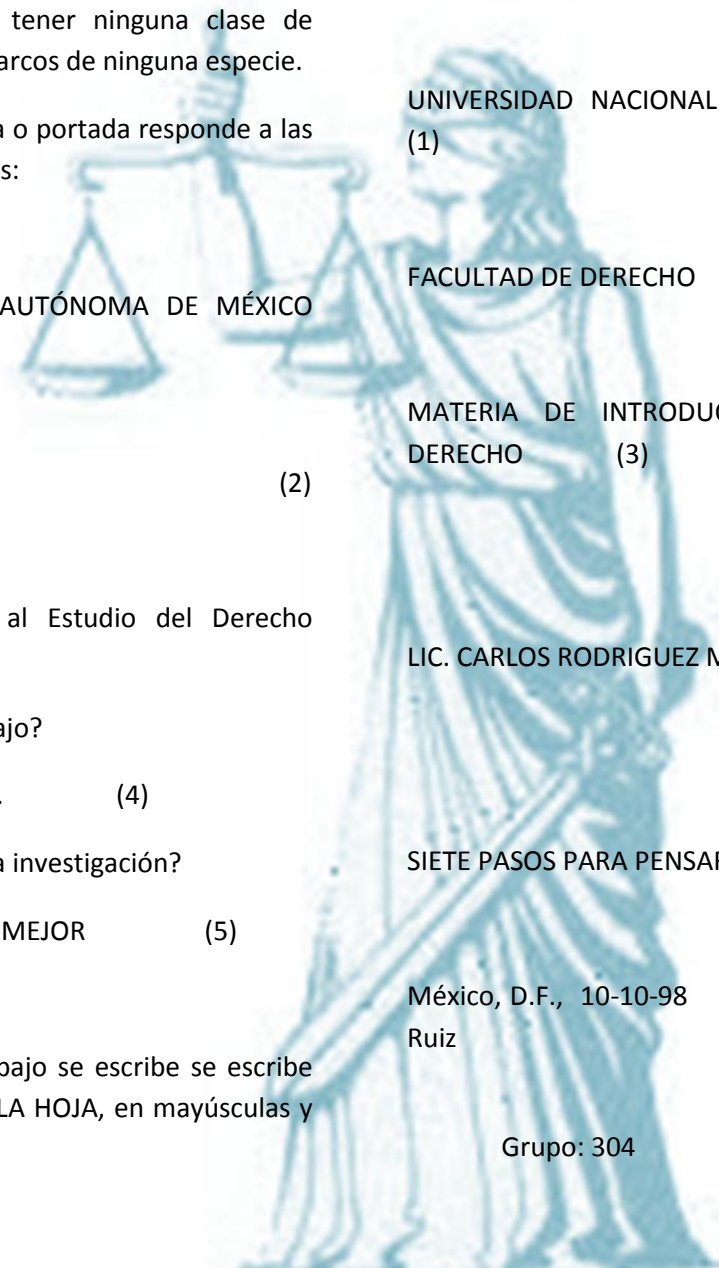 tener ninguna clase de
arcos de ninguna especie.
a o portada responde a las
s:
AUTÓNOMA DE MÉXICO
(2)
al Estudio del Derecho
ajo?
. (4)
a investigación?
MEJOR (5)
bajo se escribe se escribe
LA HOJA, en mayúsculas y
UNIVERSIDAD NACIONAL
(1)
FACULTAD DE DERECHO
MATERIA DE INTRODUC
DERECHO (3)
LIC. CARLOS RODRIGUEZ M
SIETE PASOS PARA PENSAR
México, D.F., 10-10-98
Ruiz
Grupo: 304